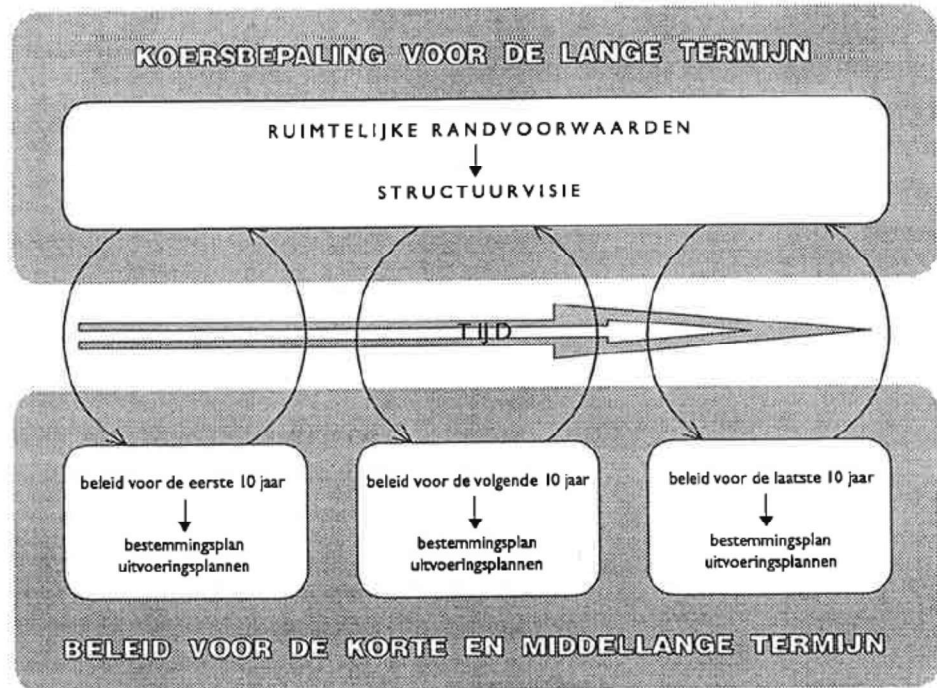 KOERSBEPALING VOOR DE LANGE TERMIJN
RUIMTELIJKE RANDVOORWAARDEN
STRUCTUURVISIE
TIJD
beleid voor de eerste 10 jaar
bestemmingsplan
uitvoeringsplannen
beleid voor de volgende 10 jaar
bestemmingsplan
uitvoeringsplannen
beleid voor de laatste 10 jaar
bestemmingsplan
uitvoeringsplannen
BELEID VOOR DE KORTE EN MIDDELLANGE TERMIJN